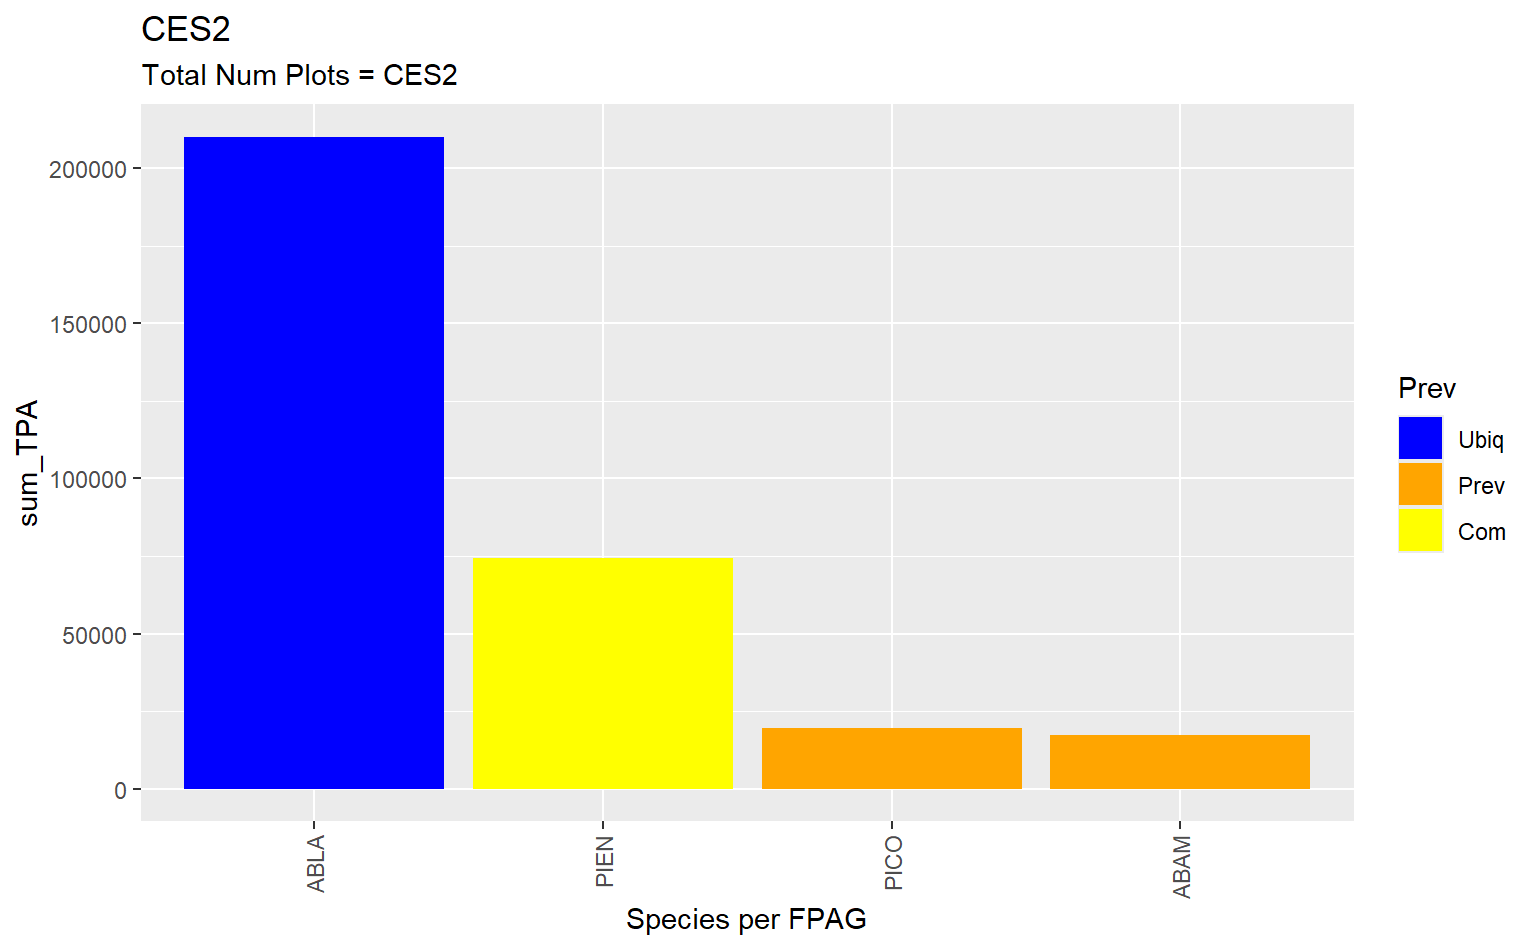 CES2
Total Num Plots = CES2
sum_TPA
200000
150000
100000
50000
0
ABLA
PIEN
PICO
ABAM
Species per FPAG
Prev
Ubiq
Prev
Com